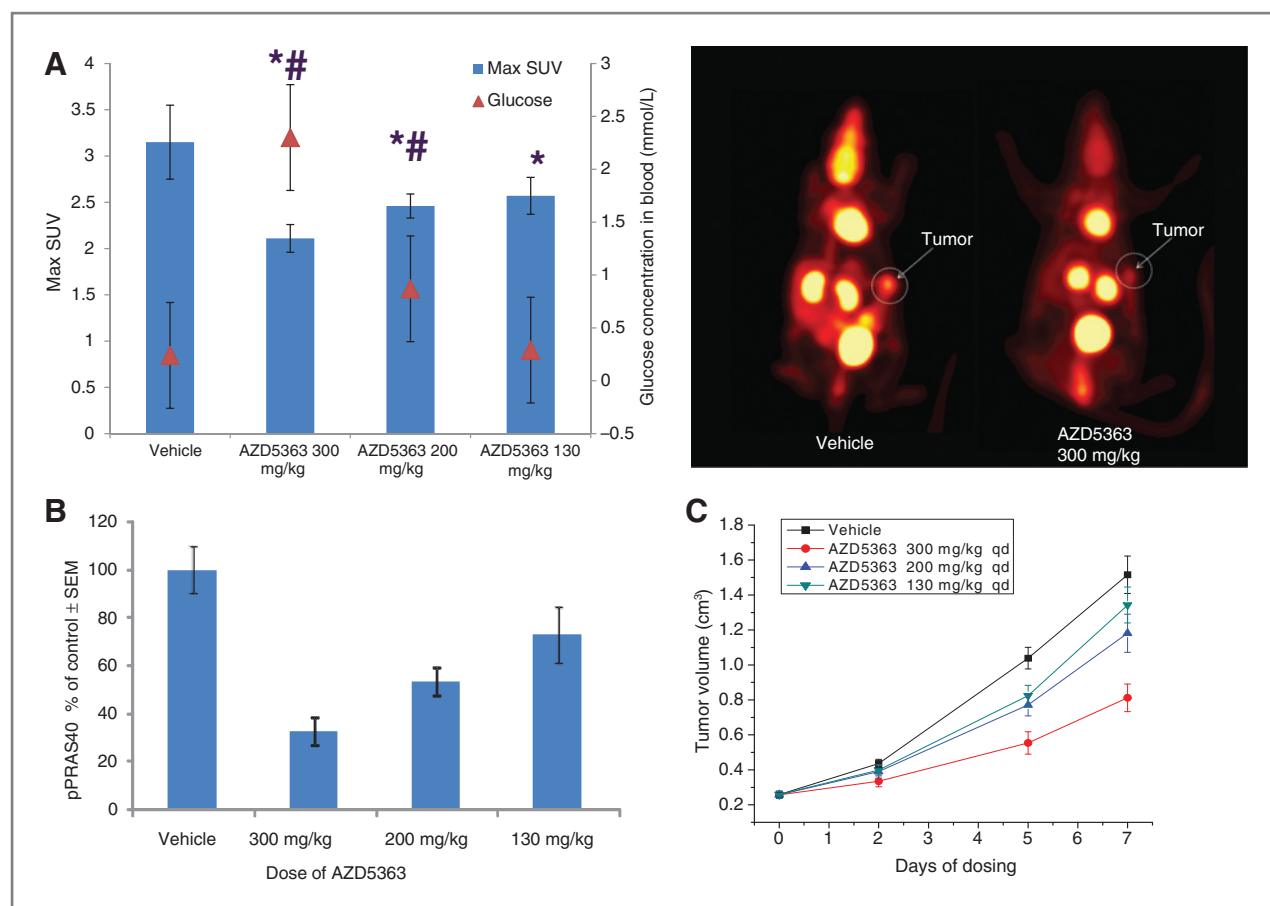 A
*#
*#
*
Max SUV
Glucose
4
3.5
3
2.5
2
1.5
1
0.5
0
Max SUV
3
2.5
2
1.5
1
0.5
0
–0.5
Glucose concentration in blood (mmol/L)
Vehicle
AZD5363 300
mg/kg
AZD5363 200
mg/kg
AZD5363 130
mg/kg
Tumor
Tumor
Vehicle
AZD5363
300 mg/kg
B
120
100
80
60
40
20
0
pPRAS40 % of control ± SEM
Vehicle
300 mg/kg
200 mg/kg
130 mg/kg
Dose of AZD5363
C
Vehicle
AZD5363 300 mg/kg qd
AZD5363 200 mg/kg qd
AZD5363 130 mg/kg qd
1.8
1.6
1.4
1.2
1.0
0.8
0.6
0.4
0.2
Tumor volume (cm³)
0 1 2 3 4 5 6 7
Days of dosing